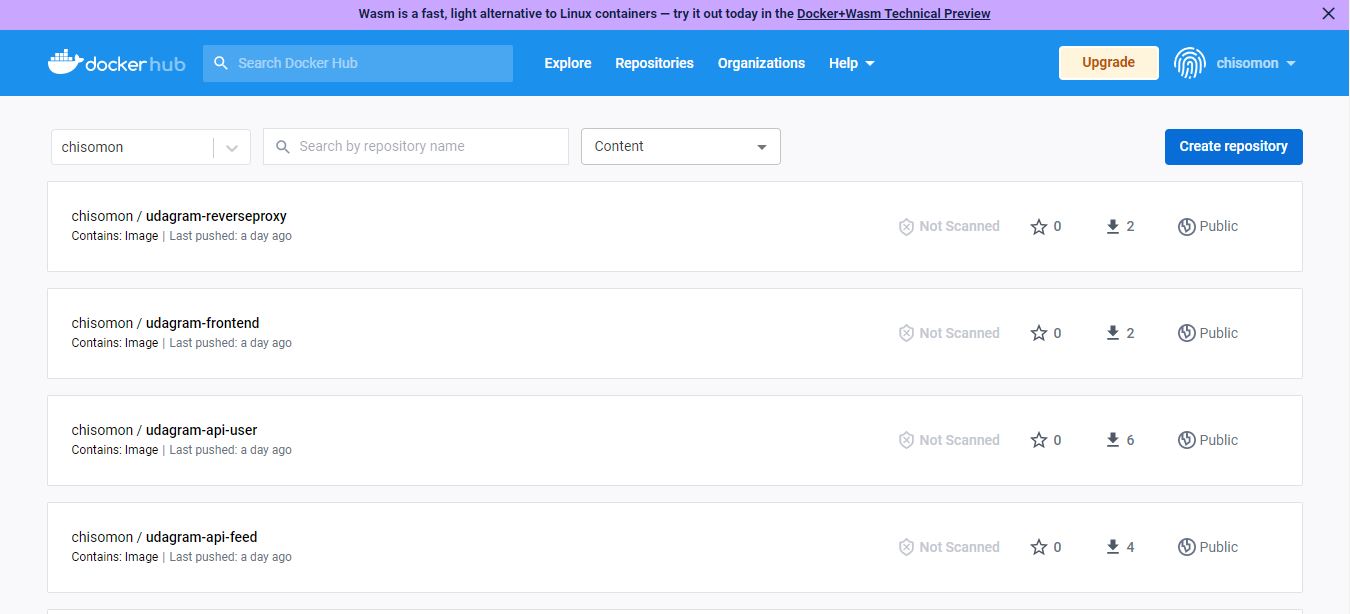 Wasm is a fast, light alternative to Linux containers — try it out today in the Docker+Wasm Technical Preview
dockerhub Search Docker Hub Explore Repositories Organizations Help Upgrade chisomon
chisomon Search by repository name Content Create repository
chisomon / udagram-reverseproxy
Contains: Image | Last pushed: a day ago
Not Scanned 0 2 Public
chisomon / udagram-frontend
Contains: Image | Last pushed: a day ago
Not Scanned 0 2 Public
chisomon / udagram-api-user
Contains: Image | Last pushed: a day ago
Not Scanned 0 6 Public
chisomon / udagram-api-feed
Contains: Image | Last pushed: a day ago
Not Scanned 0 4 Public